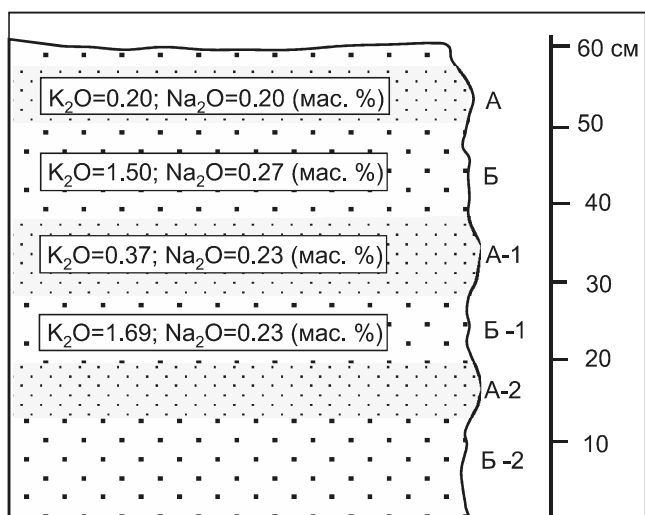 60 см
K₂O=0.20; Na₂O=0.20 (мас. %)
А
50
K₂O=1.50; Na₂O=0.27 (мас. %)
Б
40
K₂O=0.37; Na₂O=0.23 (мас. %)
А-1
30
K₂O=1.69; Na₂O=0.23 (мас. %)
Б-1
20
А-2
10
Б -2